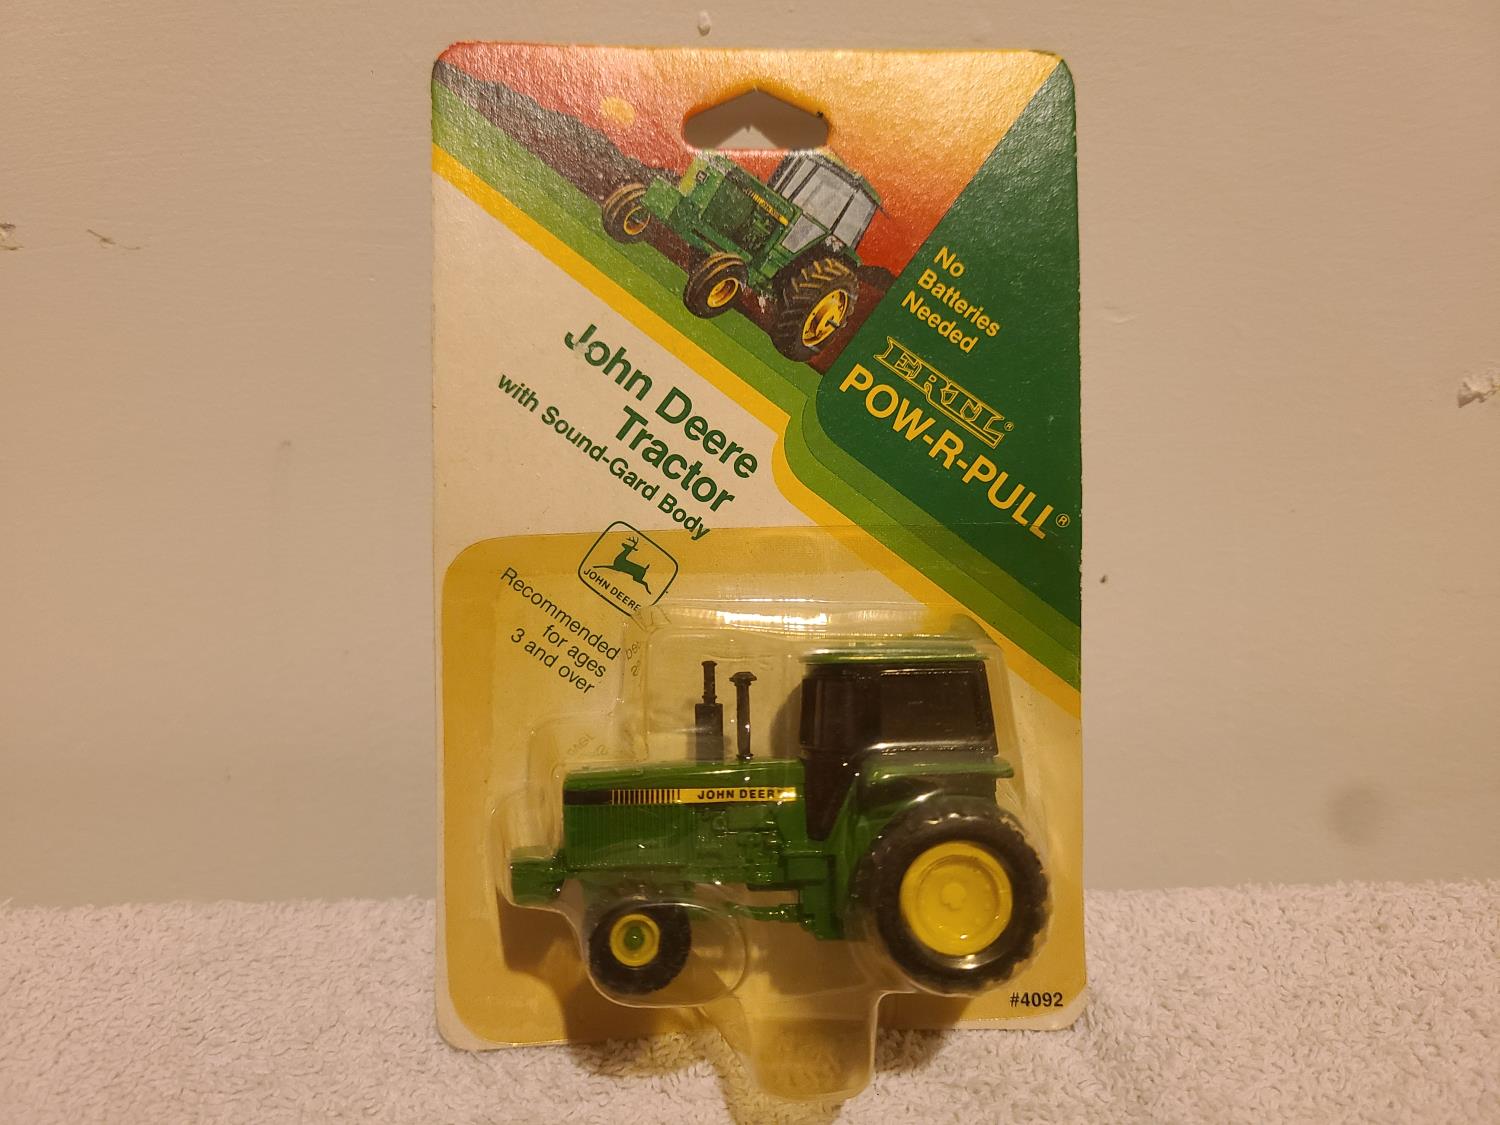 No
Batteries
Needed
ERTL®
POW-R-PULL®
John Deere
Tractor
with Sound-Gard Body
JOHN DEERE
Recommended
for ages
3 and over
JOHN DEERE
#4092